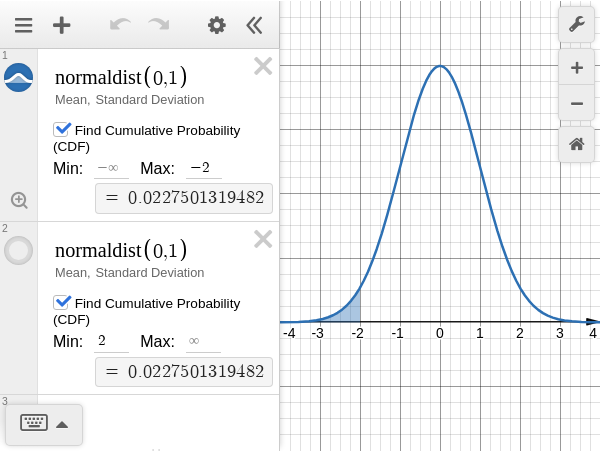 1
normaldist(0,1)
Mean, Standard Deviation
Find Cumulative Probability
(CDF)
Min: −∞ Max: −2
= 0.0227501319482
2
normaldist(0,1)
Mean, Standard Deviation
Find Cumulative Probability
(CDF)
Min: 2 Max: ∞
= 0.0227501319482
3
-4 -3 -2 -1 0 1 2 3 4